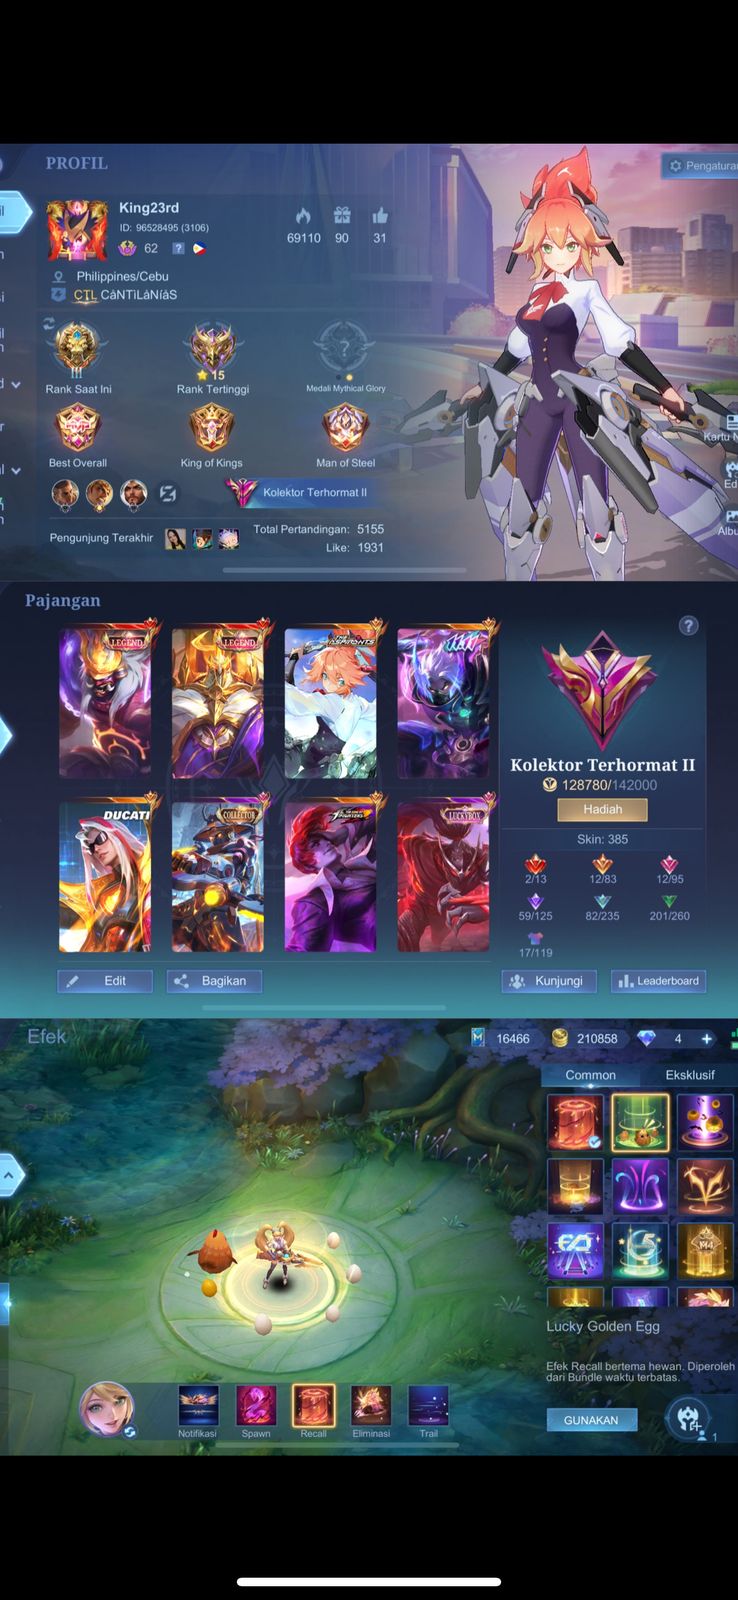 PROFIL
Pengaturan
King23rd
ID: 96528495 (3106)
62 ?
69110 90 31
Philippines/Cebu
CTL CâNTiLâNíâS
III
15
?
Rank Saat Ini
Rank Tertinggi
Medali Mythical Glory
Best Overall
King of Kings
Man of Steel
Kartu N
Kolektor Terhormat II
Ed
Pengunjung Terakhir
Total Pertandingan: 5155
Like: 1931
Albu
Pajangan
?
LEGEND
LEGEND
THE ASPIRANTS
Kolektor Terhormat II
128780/142000
Hadiah
DUCATI
COLLECTOR
LUCKYBOX
Skin: 385
2/13 12/83 12/95
59/125 82/235 201/260
17/119
Edit
Bagikan
Kunjungi
Leaderboard
Efek
16466 210858 4 +
Common
Eksklusif
Lucky Golden Egg
Efek Recall bertema hewan. Diperoleh
dari Bundle waktu terbatas.
GUNAKAN
1
Notifikasi
Spawn
Recall
Eliminasi
Trail